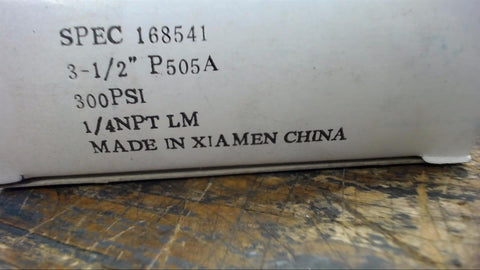 SPEC 168541
3-1/2" P505A
300PSI
1/4NPT LM
MADE IN XIAMEN CHINA